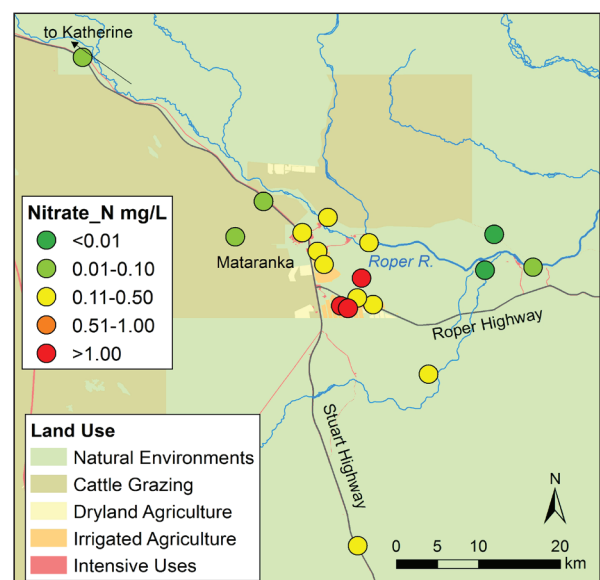 to Katherine
Nitrate_N mg/L
<0.01
0.01-0.10
0.11-0.50
0.51-1.00
>1.00
Mataranka
Roper R.
Roper Highway
Stuart Highway
Land Use
Natural Environments
Cattle Grazing
Dryland Agriculture
Irrigated Agriculture
Intensive Uses
N
0 5 10 20
km